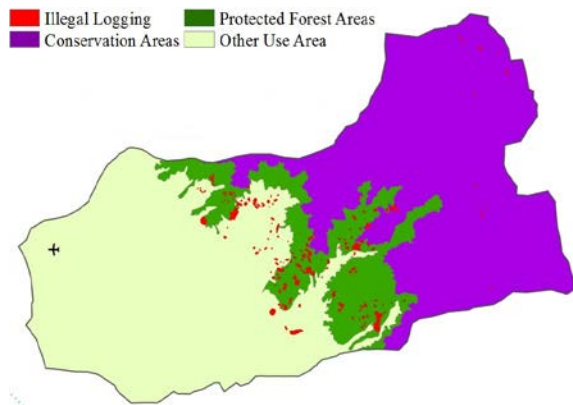 Illegal Logging
Protected Forest Areas
Conservation Areas
Other Use Area